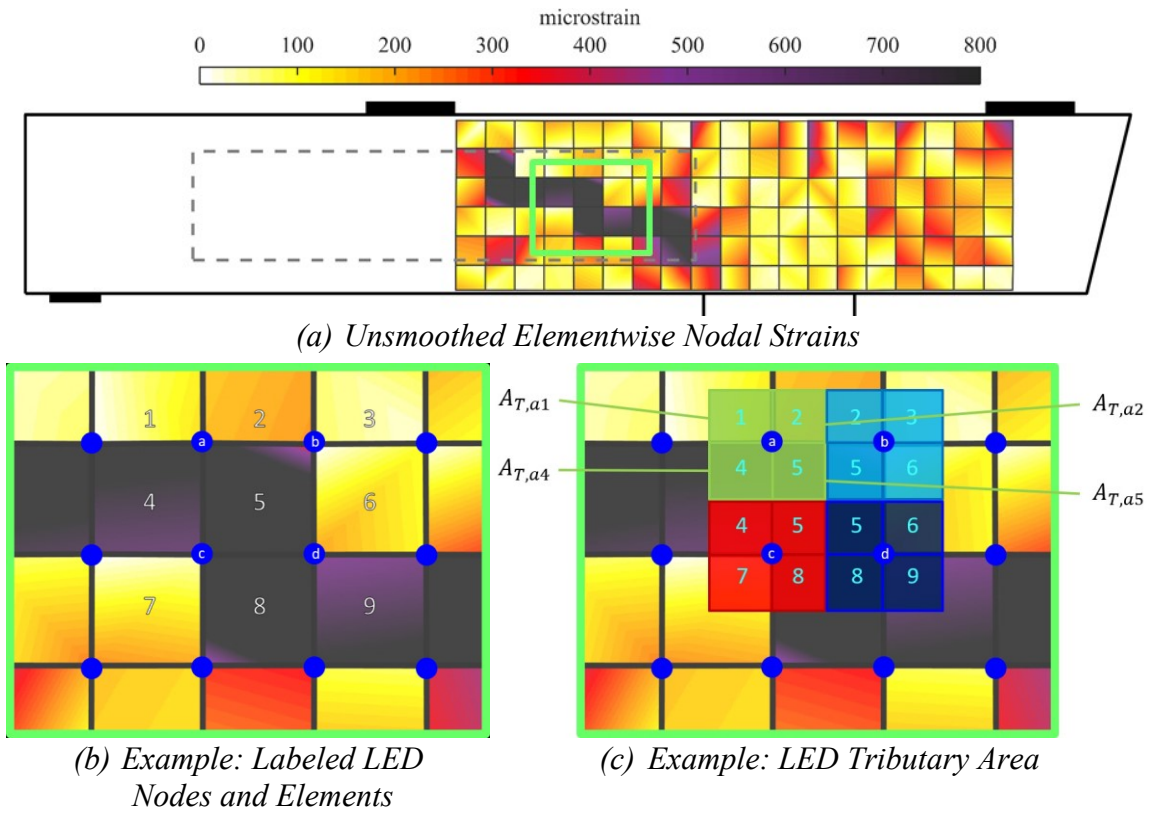 microstrain
0 100 200 300 400 500 600 700 800
(a) Unsmoothed Elementwise Nodal Strains
1 2 3
a b
4 5 6
c d
7 8 9
(b) Example: Labeled LED
Nodes and Elements
A_{T,a1} A_{T,a2}
1 2 2 3
a b
A_{T,a4} 4 5 5 6 A_{T,a5}
4 5 5 6
c d
7 8 8 9
(c) Example: LED Tributary Area